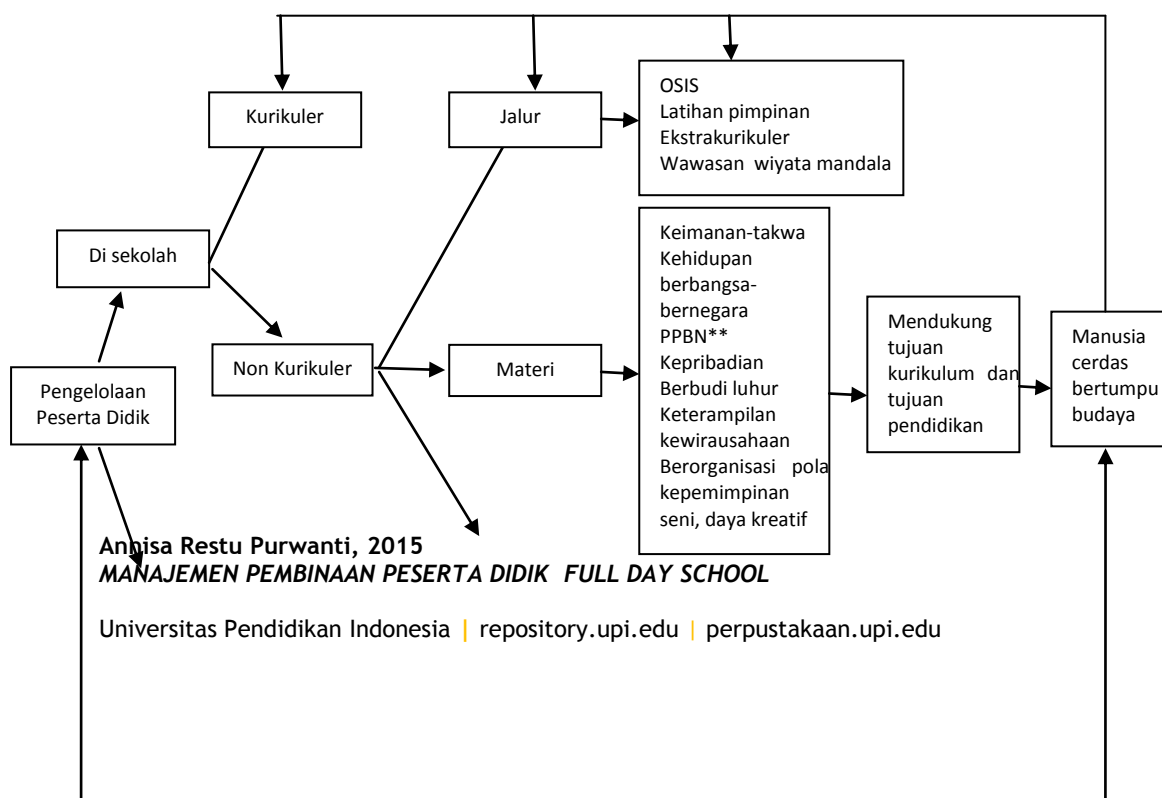 OSIS
Latihan pimpinan
Ekstrakurikuler
Wawasan wiyata mandala
Kurikuler
Jalur
Di sekolah
Keimanan-takwa
Kehidupan
berbangsa-
bernegara
PPBN**
Kepribadian
Berbudi luhur
Keterampilan
kewirausahaan
Berorganisasi pola
kepemimpinan
seni, daya kreatif
Mendukung
tujuan
kurikulum dan
tujuan
pendidikan
Manusia
cerdas
bertumpu
budaya
Non Kurikuler
Materi
Pengelolaan
Peserta Didik
Annisa Restu Purwanti, 2015
MANAJEMEN PEMBINAAN PESERTA DIDIK FULL DAY SCHOOL
Universitas Pendidikan Indonesia | repository.upi.edu | perpustakaan.upi.edu